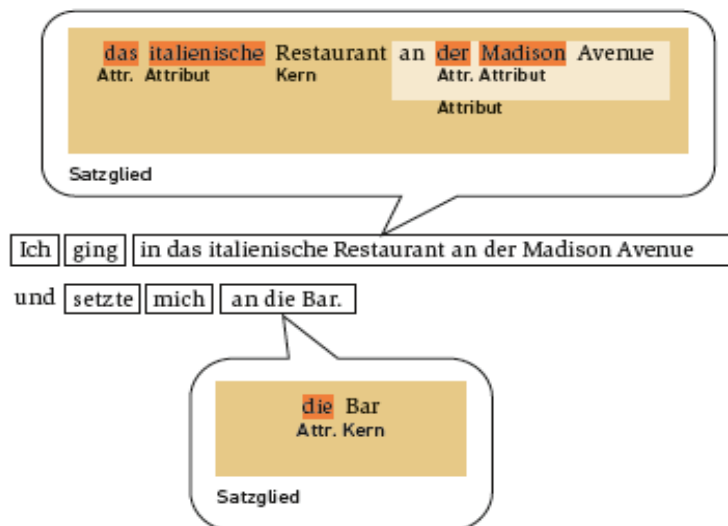 das italienische Restaurant an der Madison Avenue
Attr. Attribut Kern Attr. Attribut
Attribut
Satzglied
Ich ging in das italienische Restaurant an der Madison Avenue
und setzte mich an die Bar.
die Bar
Attr. Kern
Satzglied